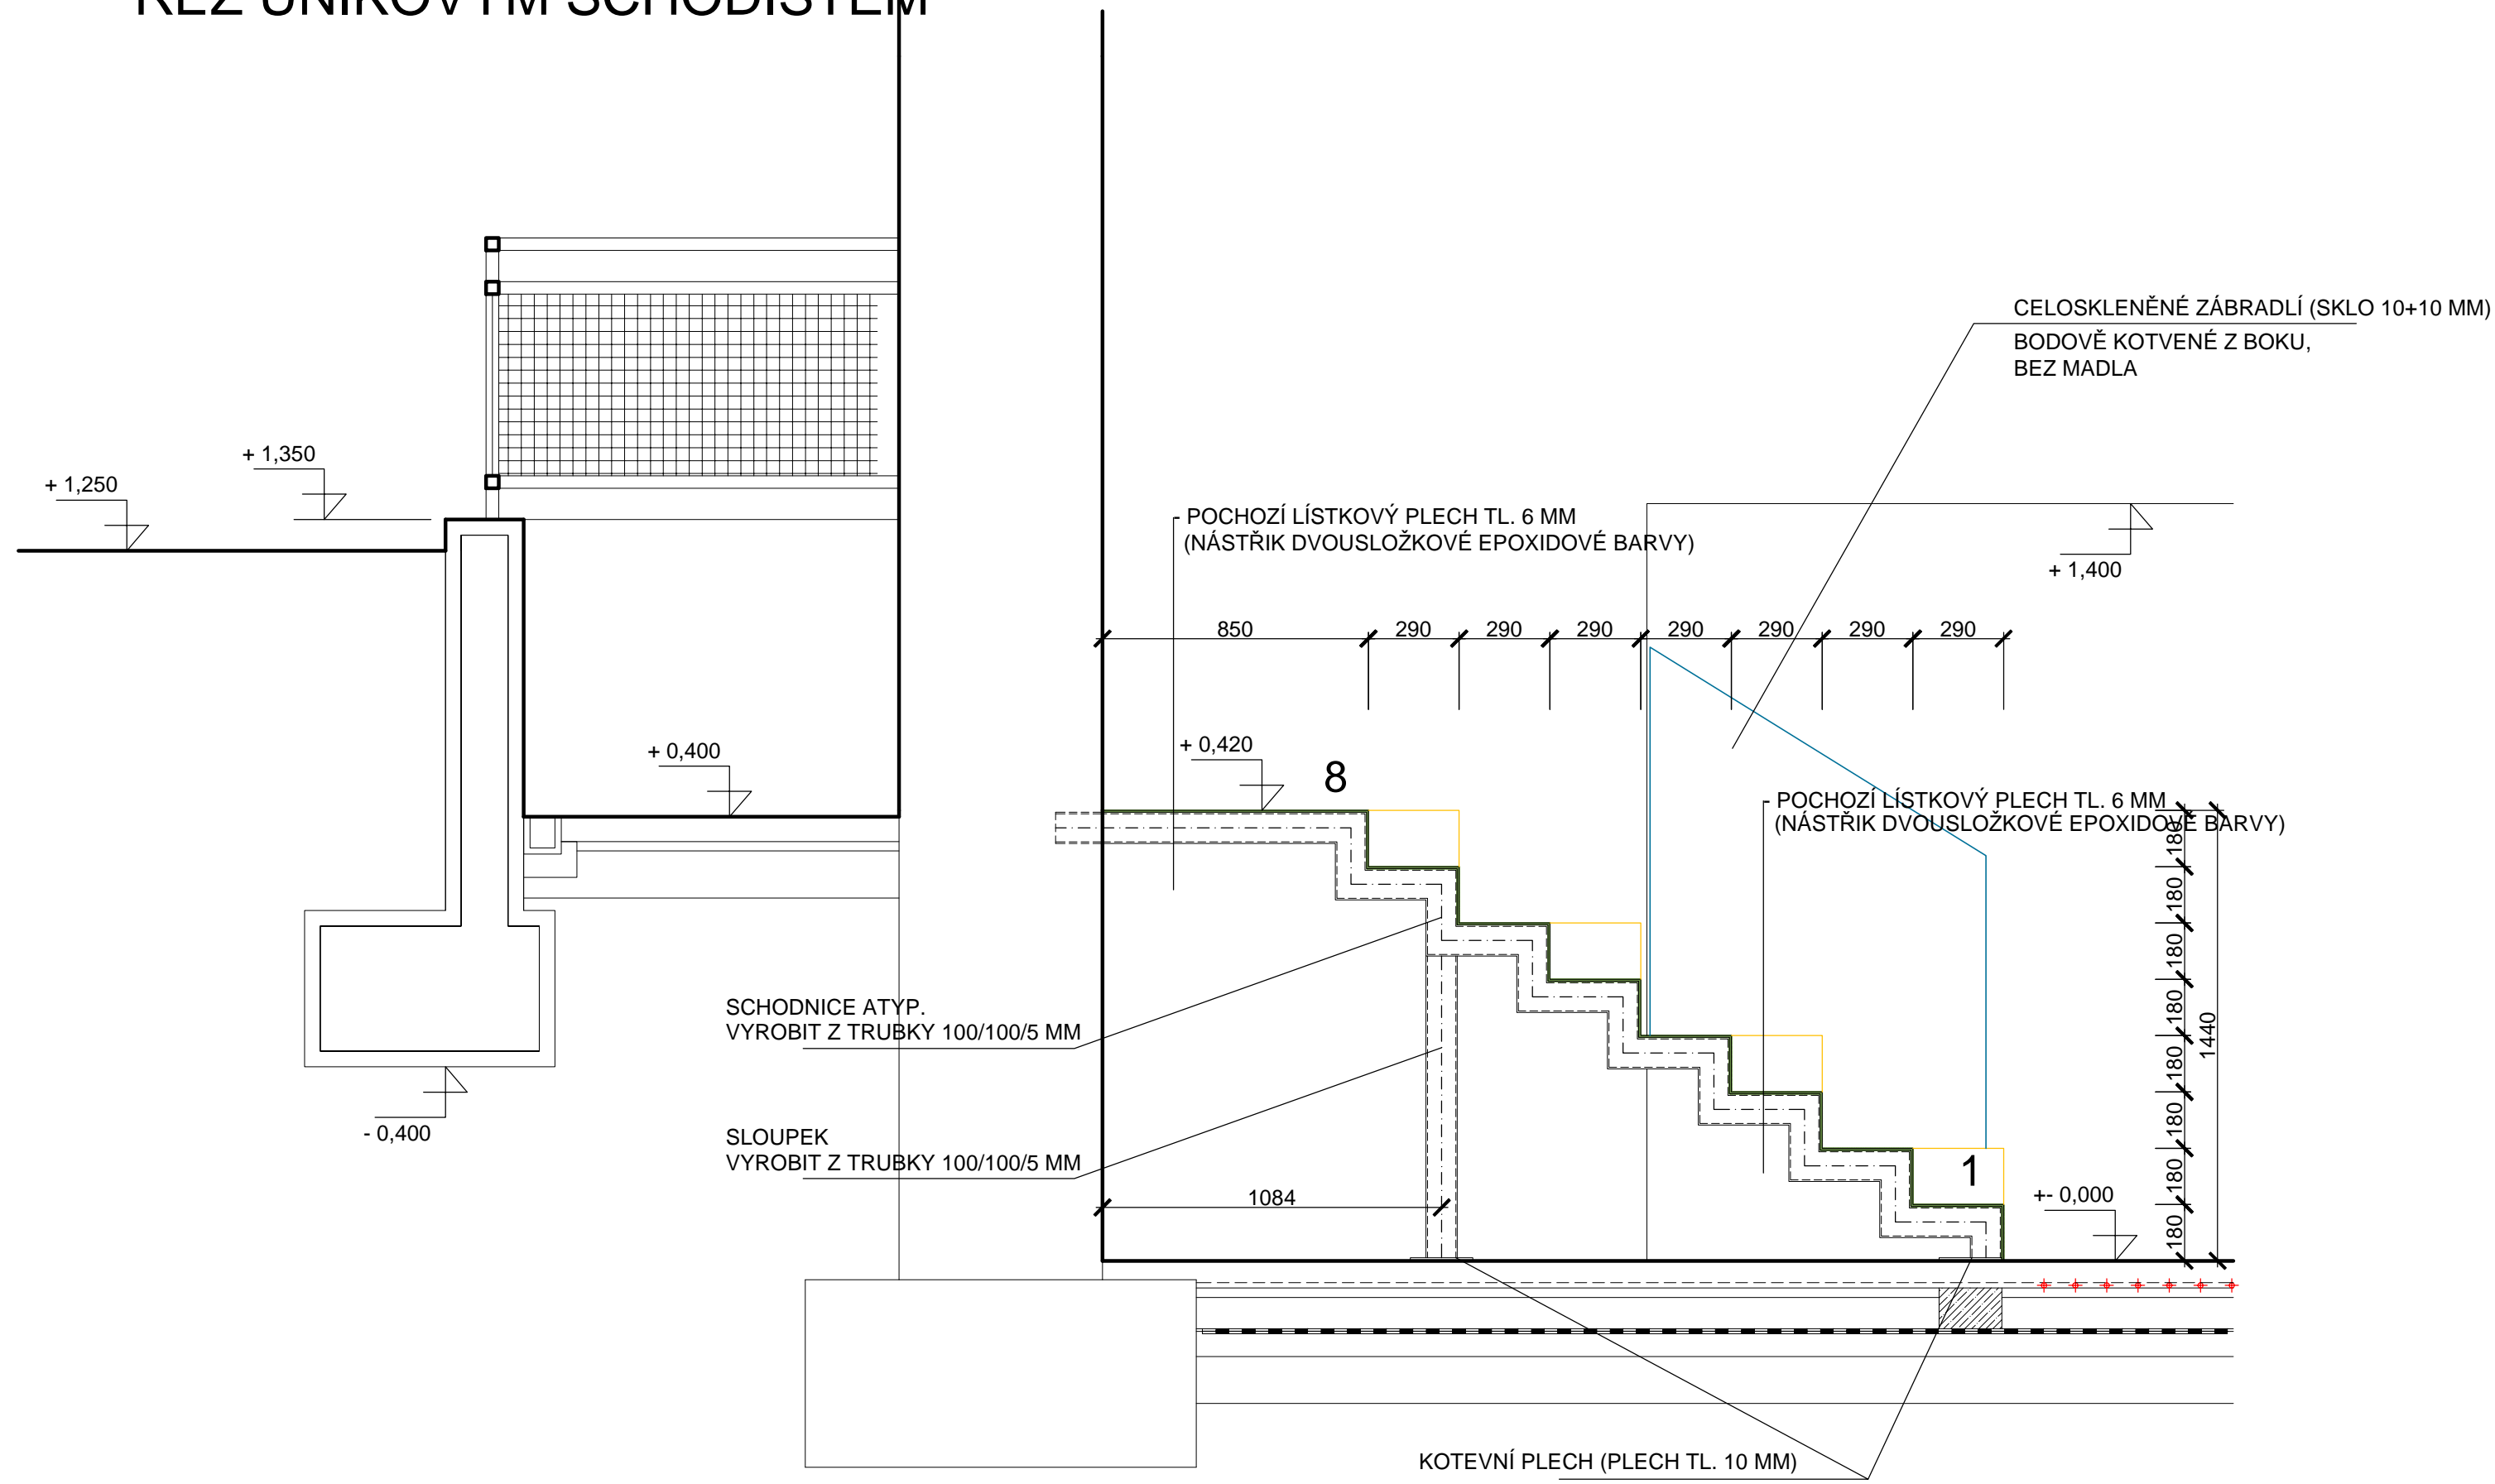 ŘEZ ÚNIKOVÝM SCHODIŠTĚM
CELOSKLENĚNÉ ZÁBRADLÍ (SKLO 10+10 MM)
BODOVĚ KOTVENÉ Z BOKU,
BEZ MADLA
+ 1,350
+ 1,250
- POCHOZÍ LÍSTKOVÝ PLECH TL. 6 MM
(NÁSTŘIK DVOUSLOŽKOVÉ EPOXIDOVÉ BARVY)
+ 1,400
850 290 290 290 290 290 290 290
+ 0,400
+ 0,420
8
- POCHOZÍ LÍSTKOVÝ PLECH TL. 6 MM
(NÁSTŘIK DVOUSLOŽKOVÉ EPOXIDOVÉ BARVY)
180
180
180
180
180
180
180
180
1440
SCHODNICE ATYP.
VYROBIT Z TRUBKY 100/100/5 MM
- 0,400
SLOUPEK
VYROBIT Z TRUBKY 100/100/5 MM
1
1084
+- 0,000
KOTEVNÍ PLECH (PLECH TL. 10 MM)